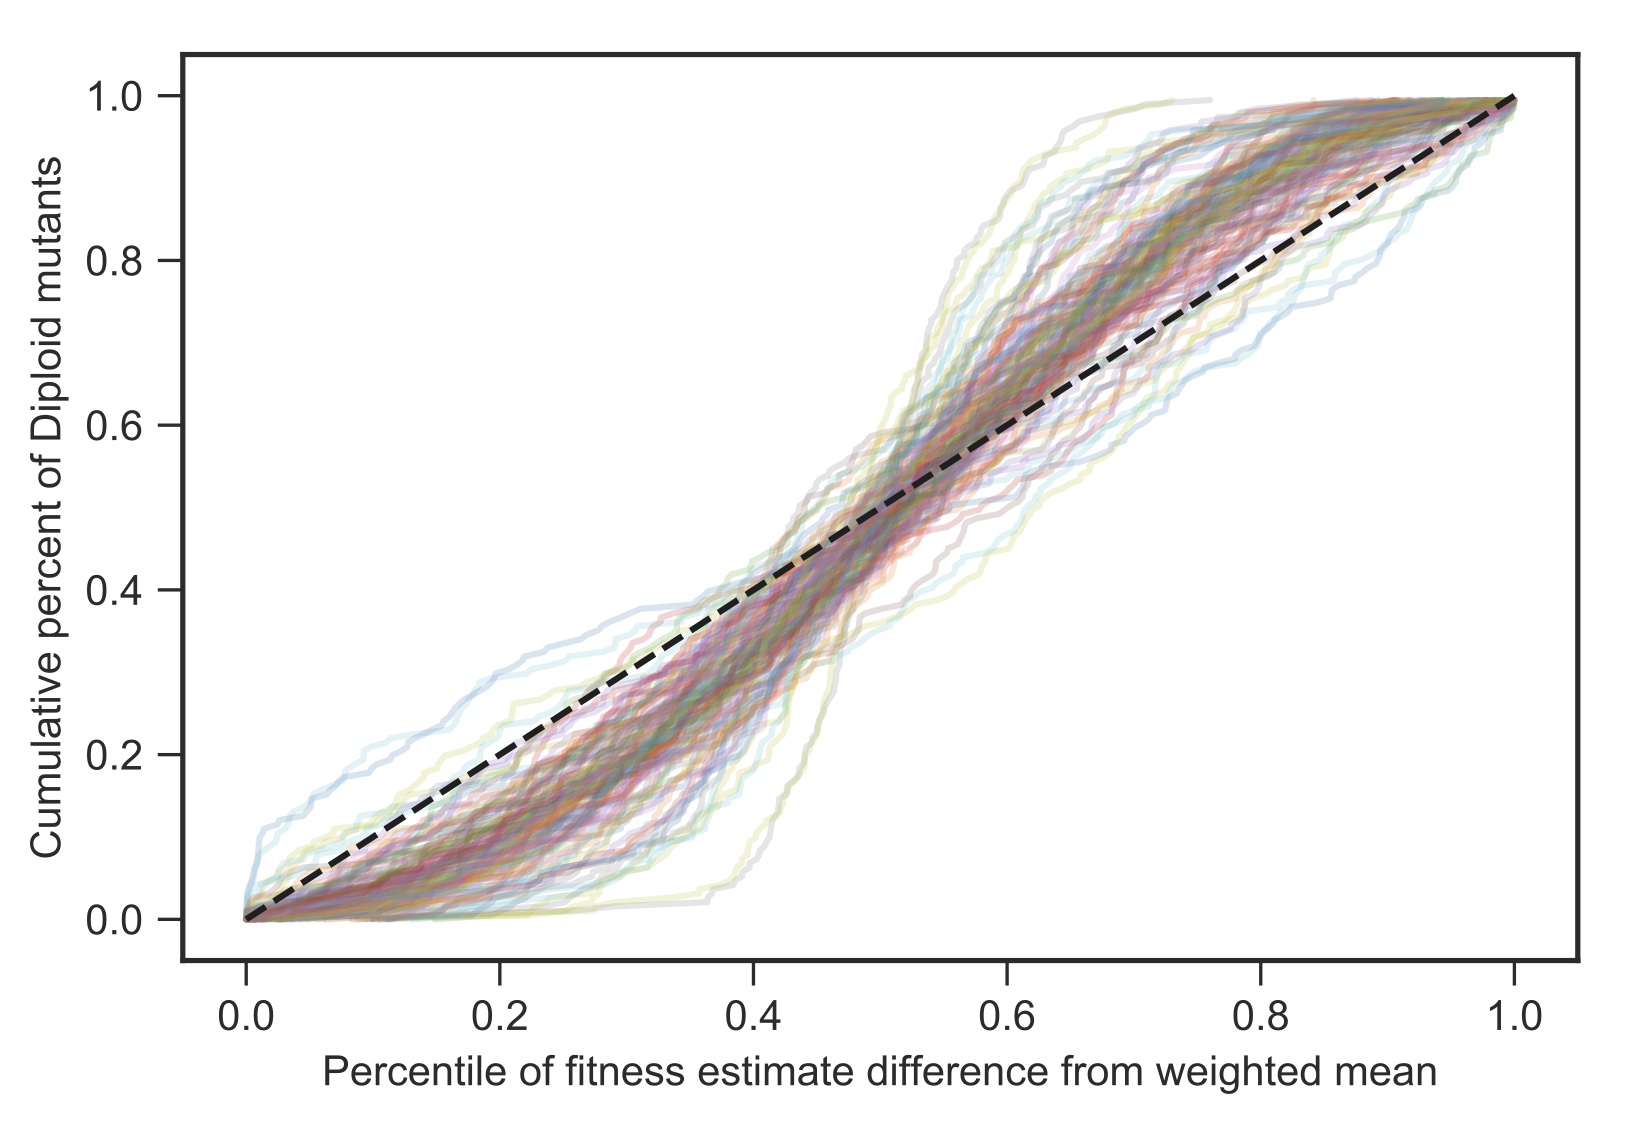 Cumulative percent of Diploid mutants
1.0
0.8
0.6
0.4
0.2
0.0
0.0 0.2 0.4 0.6 0.8 1.0
Percentile of fitness estimate difference from weighted mean